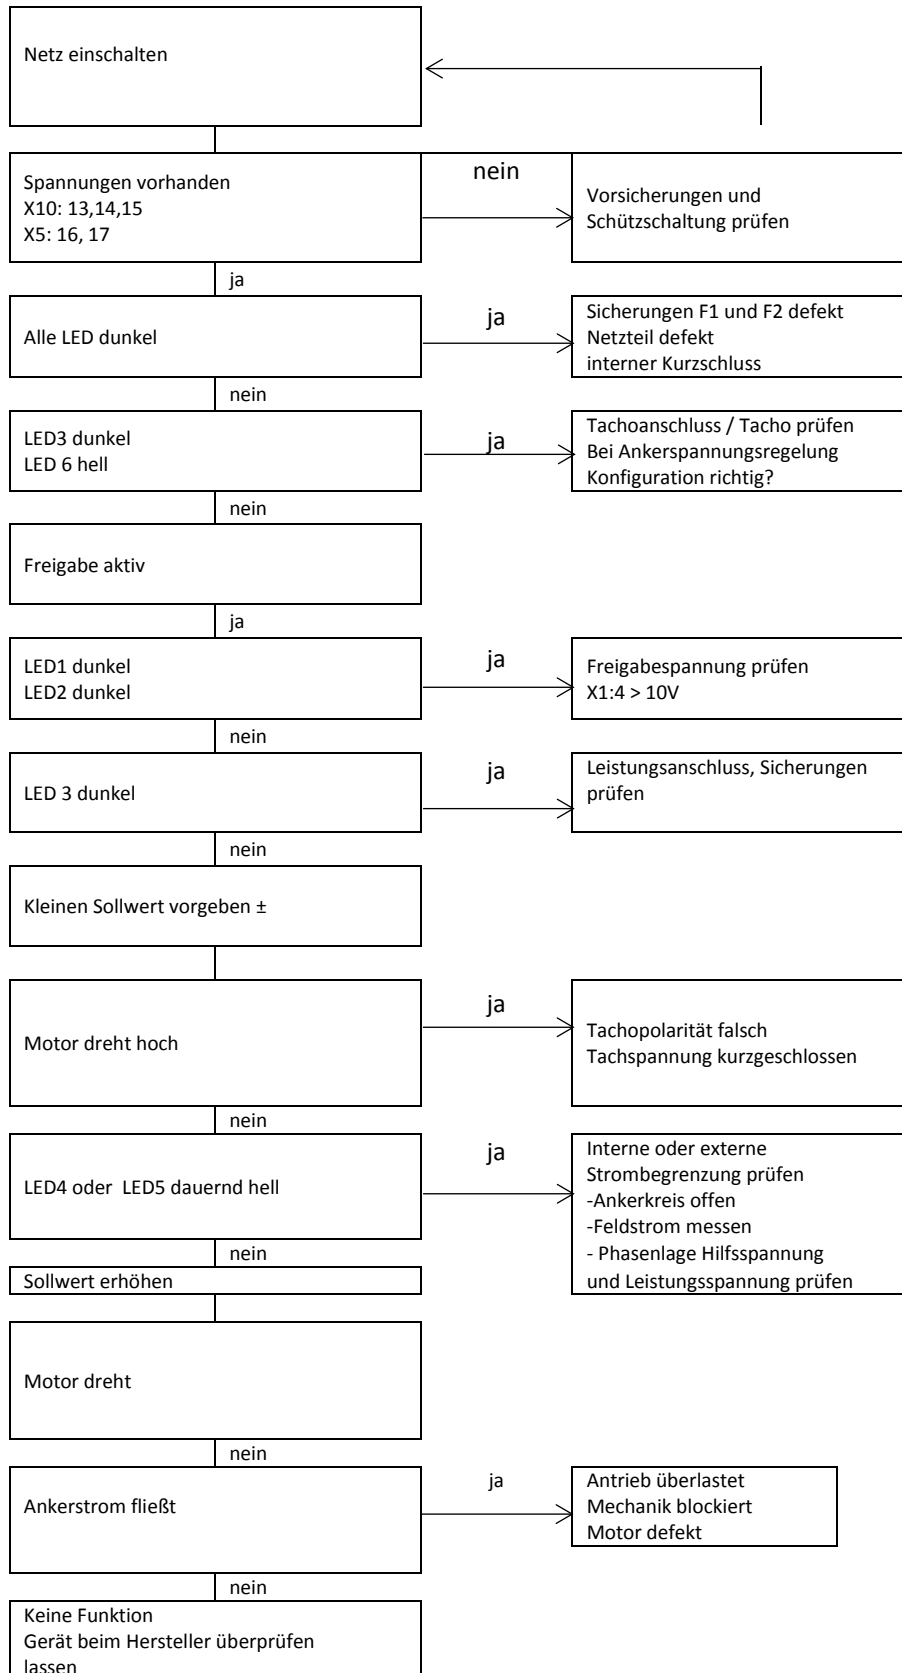 Netz einschalten
Spannungen vorhanden
X10: 13,14,15
X5: 16, 17
nein
Vorsicherungen und
Schützschaltung prüfen
ja
Alle LED dunkel
ja
Sicherungen F1 und F2 defekt
Netzteil defekt
interner Kurzschluss
nein
LED3 dunkel
LED 6 hell
ja
Tachoanschluss / Tacho prüfen
Bei Ankerspannungsregelung
Konfiguration richtig?
nein
Freigabe aktiv
ja
LED1 dunkel
LED2 dunkel
ja
Freigabespannung prüfen
X1:4 > 10V
nein
LED 3 dunkel
ja
Leistungsanschluss, Sicherungen
prüfen
nein
Kleinen Sollwert vorgeben ±
Motor dreht hoch
ja
Tachopolarität falsch
Tachspannung kurzgeschlossen
nein
LED4 oder LED5 dauernd hell
ja
Interne oder externe
Strombegrenzung prüfen
-Ankerkreis offen
-Feldstrom messen
- Phasenlage Hilfsspannung
und Leistungsspannung prüfen
nein
Sollwert erhöhen
Motor dreht
nein
Ankerstrom fließt
ja
Antrieb überlastet
Mechanik blockiert
Motor defekt
nein
Keine Funktion
Gerät beim Hersteller überprüfen
lassen